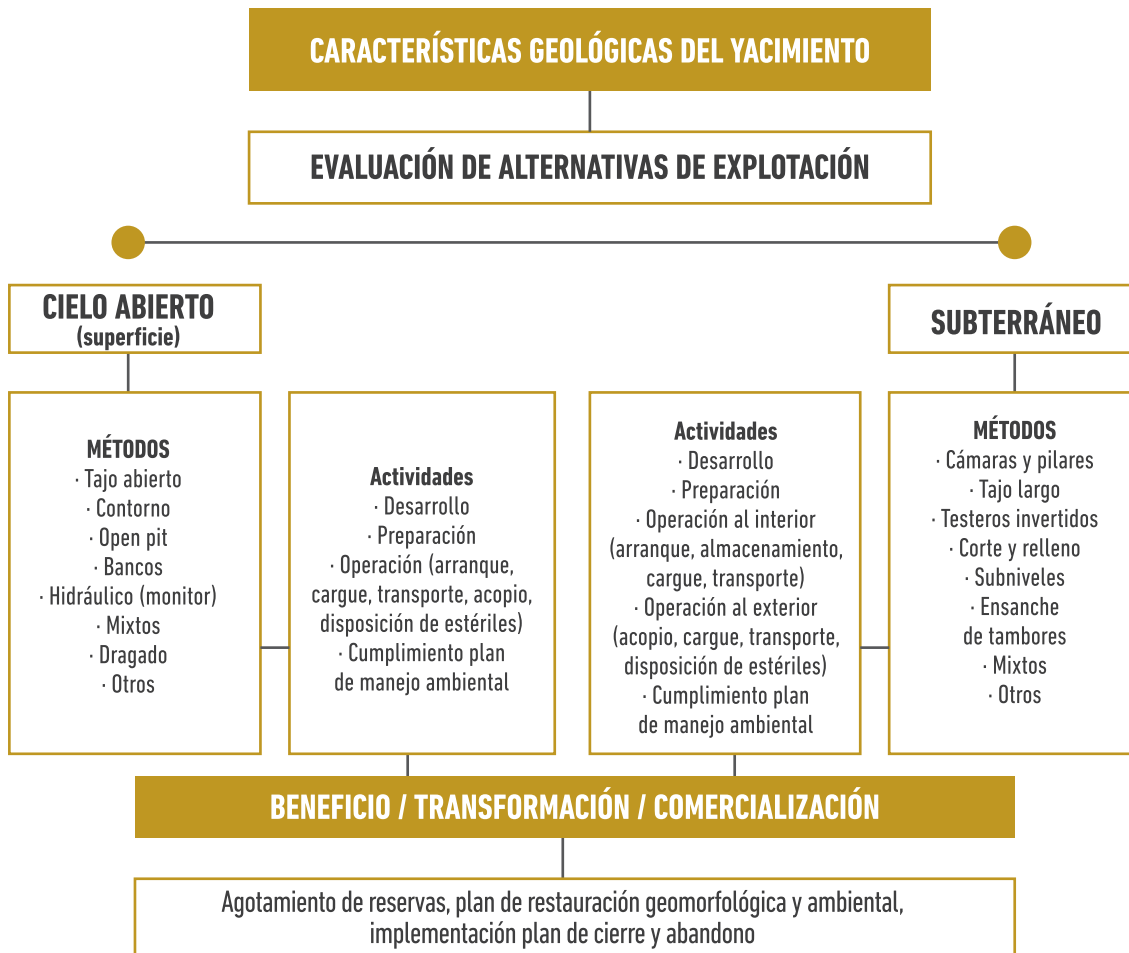 CARACTERÍSTICAS GEOLÓGICAS DEL YACIMIENTO
EVALUACIÓN DE ALTERNATIVAS DE EXPLOTACIÓN
CIELO ABIERTO
(superficie)
MÉTODOS
· Tajo abierto
· Contorno
· Open pit
· Bancos
· Hidráulico (monitor)
· Mixtos
· Dragado
· Otros
Actividades
· Desarrollo
· Preparación
· Operación (arranque,
cargue, transporte, acopio,
disposición de estériles)
· Cumplimiento plan
de manejo ambiental
Actividades
· Desarrollo
· Preparación
· Operación al interior
(arranque, almacenamiento,
cargue, transporte)
· Operación al exterior
(acopio, cargue, transporte,
disposición de estériles)
· Cumplimiento plan
de manejo ambiental
SUBTERRÁNEO
MÉTODOS
· Cámaras y pilares
· Tajo largo
· Testeros invertidos
· Corte y relleno
· Subniveles
· Ensanche
de tambores
· Mixtos
· Otros
BENEFICIO / TRANSFORMACIÓN / COMERCIALIZACIÓN
Agotamiento de reservas, plan de restauración geomorfológica y ambiental,
implementación plan de cierre y abandono